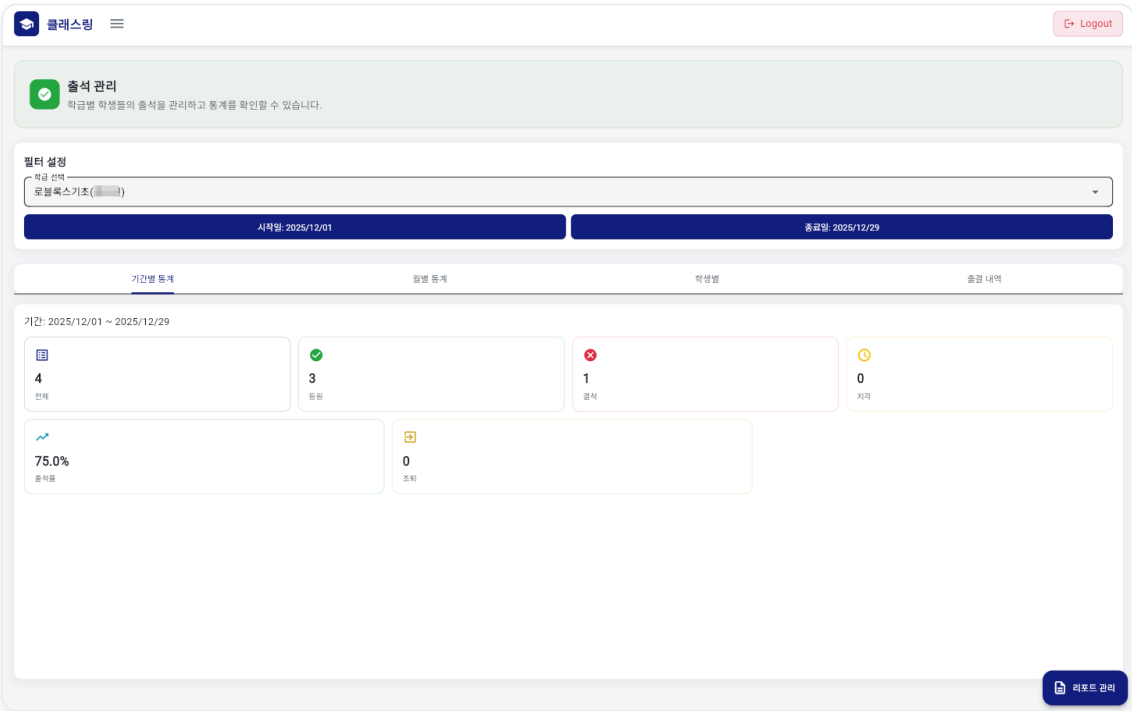 클래스링
Logout
출석 관리
학급별 학생들의 출석을 관리하고 통계를 확인할 수 있습니다.
필터 설정
학급 선택
로블록스기초( )
시작일: 2025/12/01
종료일: 2025/12/29
기간별 통계
월별 통계
학생별
출결 내역
기간: 2025/12/01 ~ 2025/12/29
4
전체
3
등원
1
결석
0
지각
75.0%
출석률
0
조퇴
리포트 관리